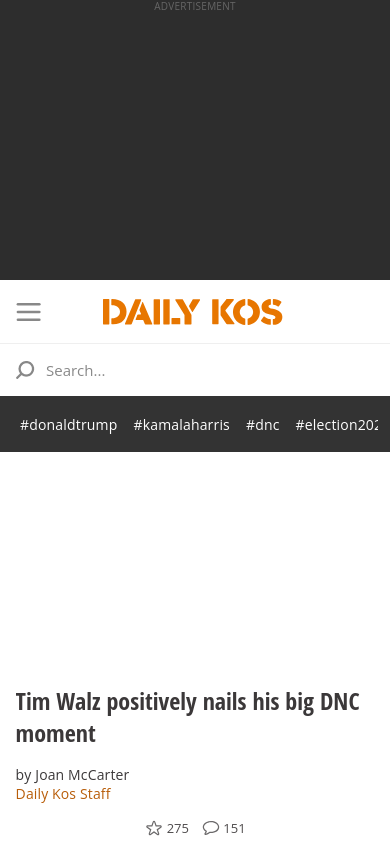 ADVERTISEMENT
DAILY KOS
Search...
#donaldtrump #kamalaharris #dnc #election202
Tim Walz positively nails his big DNC
moment
by Joan McCarter
Daily Kos Staff
275 151